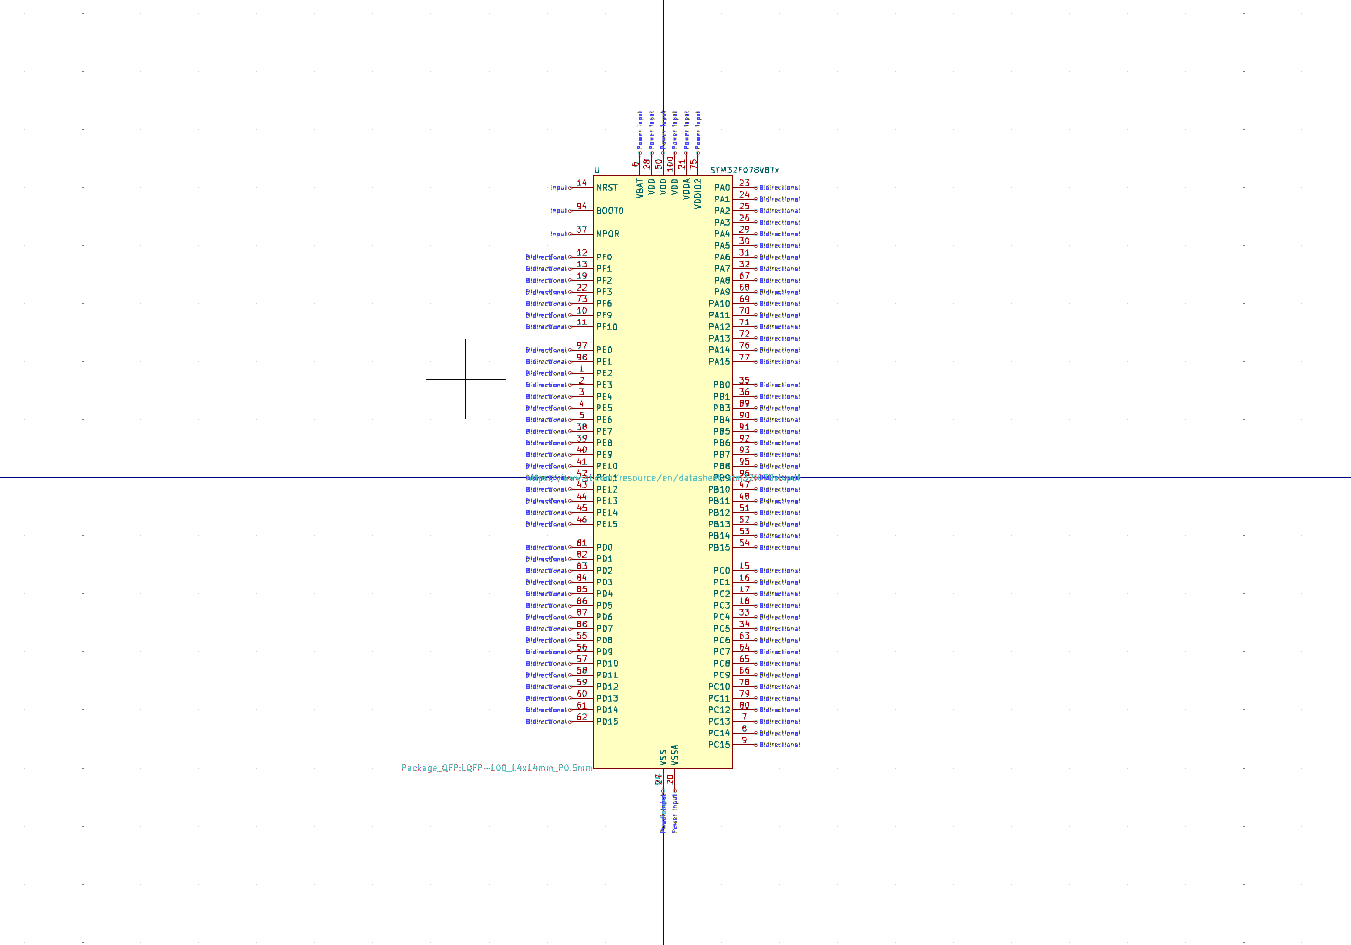 Power Input Power Input Power Input Power Input Power Input Power Input
6 28 50 100 21 75
U STM32F078VBTx
VBAT VDD VDD VDD VDDA VDDIO2
Input 14 NRST PA0 23 Bidirectional
PA1 24 Bidirectional
Input 94 BOOT0 PA2 25 Bidirectional
PA3 26 Bidirectional
Input 37 NPOR PA4 29 Bidirectional
PA5 30 Bidirectional
Bidirectional 12 PF0 PA6 31 Bidirectional
Bidirectional 13 PF1 PA7 32 Bidirectional
Bidirectional 19 PF2 PA8 67 Bidirectional
Bidirectional 22 PF3 PA9 68 Bidirectional
Bidirectional 73 PF6 PA10 69 Bidirectional
Bidirectional 10 PF9 PA11 70 Bidirectional
Bidirectional 11 PF10 PA12 71 Bidirectional
PA13 72 Bidirectional
Bidirectional 97 PE0 PA14 76 Bidirectional
Bidirectional 98 PE1 PA15 77 Bidirectional
Bidirectional 1 PE2
Bidirectional 2 PE3 PB0 35 Bidirectional
Bidirectional 3 PE4 PB1 36 Bidirectional
Bidirectional 4 PE5 PB3 89 Bidirectional
Bidirectional 5 PE6 PB4 90 Bidirectional
Bidirectional 38 PE7 PB5 91 Bidirectional
Bidirectional 39 PE8 PB6 92 Bidirectional
Bidirectional 40 PE9 PB7 93 Bidirectional
Bidirectional 41 PE10 PB8 95 Bidirectional
42 PE11 resource/en/datashe PB9 96
Bidirectional 43 PE12 PB10 47 Bidirectional
Bidirectional 44 PE13 PB11 48 Bidirectional
Bidirectional 45 PE14 PB12 51 Bidirectional
Bidirectional 46 PE15 PB13 52 Bidirectional
PB14 53 Bidirectional
Bidirectional 81 PD0 PB15 54 Bidirectional
Bidirectional 82 PD1
Bidirectional 83 PD2 PC0 15 Bidirectional
Bidirectional 84 PD3 PC1 16 Bidirectional
Bidirectional 85 PD4 PC2 17 Bidirectional
Bidirectional 86 PD5 PC3 18 Bidirectional
Bidirectional 87 PD6 PC4 33 Bidirectional
Bidirectional 88 PD7 PC5 34 Bidirectional
Bidirectional 55 PD8 PC6 63 Bidirectional
Bidirectional 56 PD9 PC7 64 Bidirectional
Bidirectional 57 PD10 PC8 65 Bidirectional
Bidirectional 58 PD11 PC9 66 Bidirectional
Bidirectional 59 PD12 PC10 78 Bidirectional
Bidirectional 60 PD13 PC11 79 Bidirectional
Bidirectional 61 PD14 PC12 80 Bidirectional
Bidirectional 62 PD15 PC13 7 Bidirectional
PC14 8 Bidirectional
PC15 9 Bidirectional
VSS VSSA
Package_QFP:LQFP-100_14x14mm_P0.5mm
20
Power Input